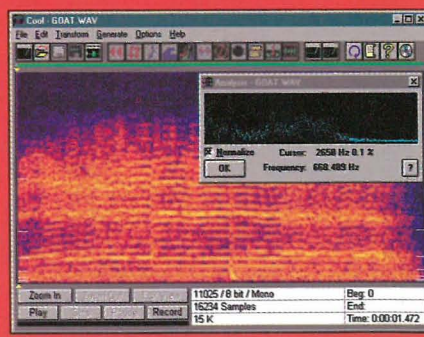 Cool - GOAT.WAV
File Edit Transform Generate Options Help
Analysis - GOAT.WAV
Normalize Cursor: 2658 Hz 0.1 %
OK Frequency: 668.489 Hz ?
Zoom In
Play Record
11025 / 8 bit / Mono
16234 Samples
15 K
Beg: 0
End:
Time: 0:00:01.472